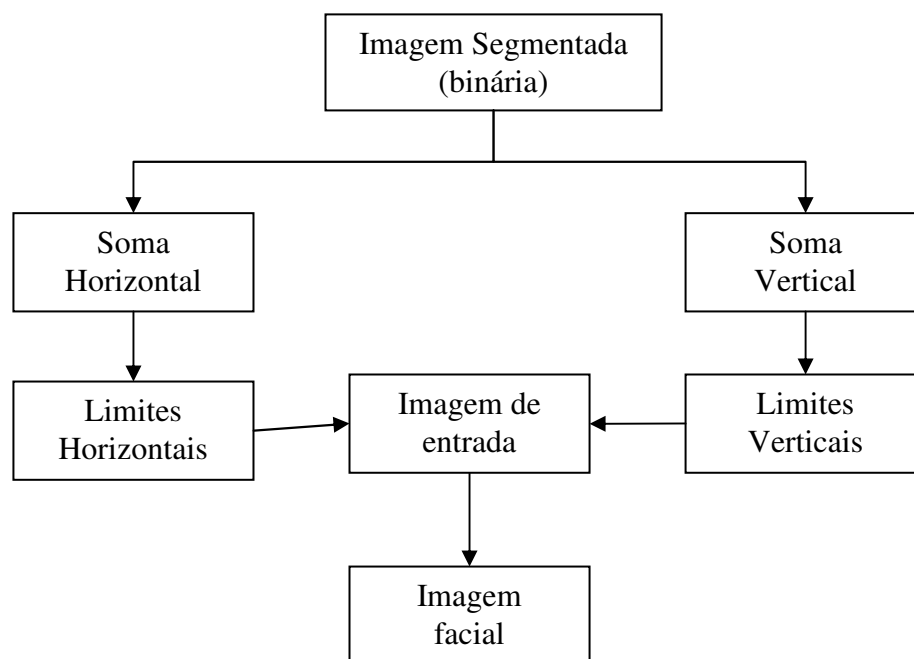 Imagem Segmentada
(binária)
Soma
Horizontal
Soma
Vertical
Limites
Horizontais
Imagem de
entrada
Limites
Verticais
Imagem
facial